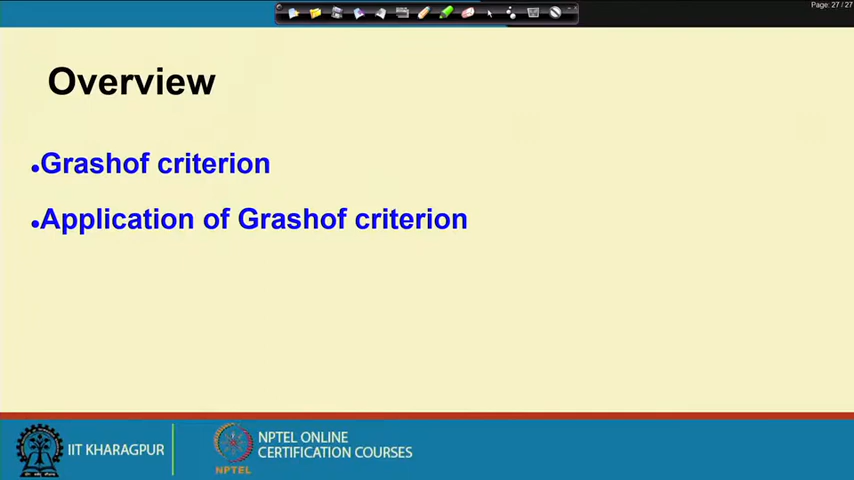 Page: 27 / 27
Overview
•Grashof criterion
•Application of Grashof criterion
IIT KHARAGPUR
NPTEL
NPTEL ONLINE
CERTIFICATION COURSES